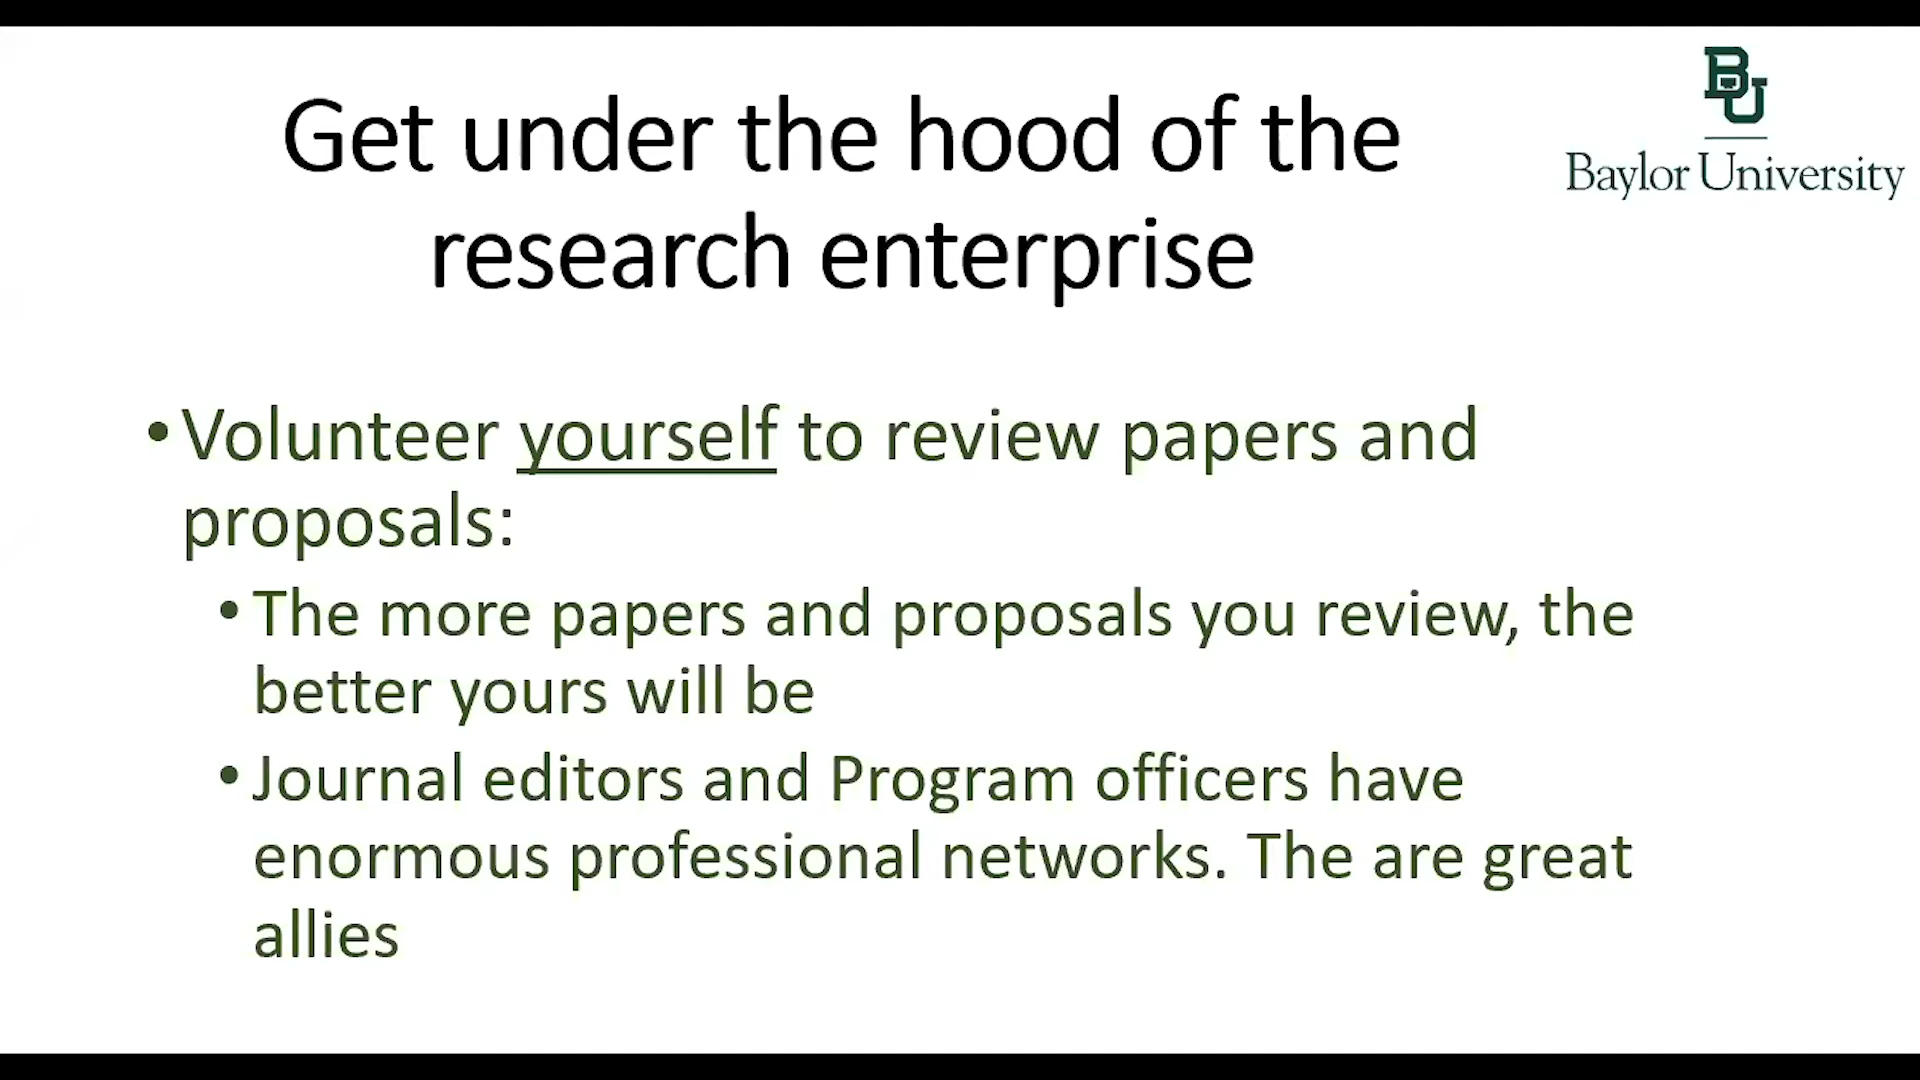 Get under the hood of the
research enterprise
BU
Baylor University
•Volunteer yourself to review papers and
proposals:
•The more papers and proposals you review, the
better yours will be
•Journal editors and Program officers have
enormous professional networks. The are great
allies